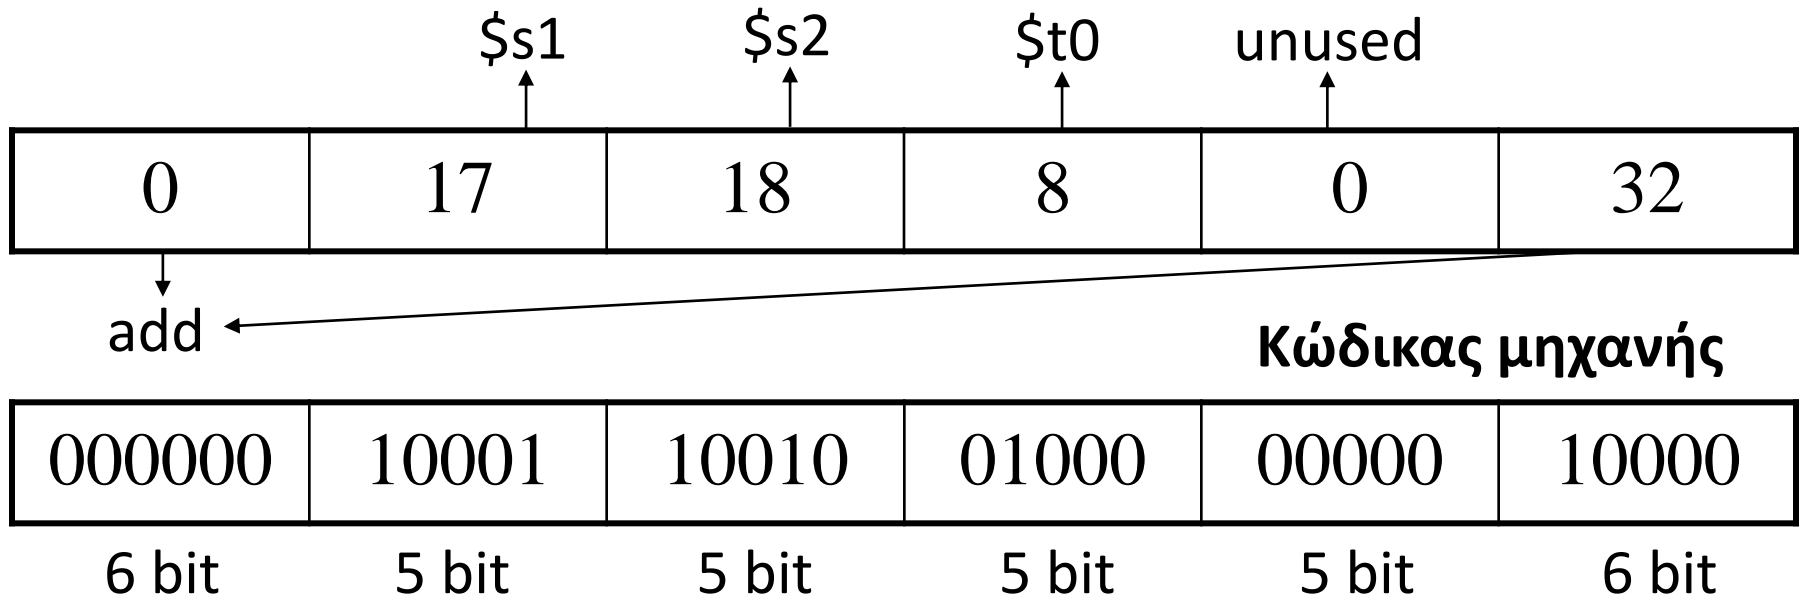 $s1 $s2 $t0 unused
0 17 18 8 0 32
add
Κώδικας μηχανής
000000 10001 10010 01000 00000 10000
6 bit 5 bit 5 bit 5 bit 5 bit 6 bit